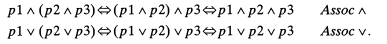 p1 ∧ (p2 ∧ p3) ⇔ (p1 ∧ p2) ∧ p3 ⇔ p1 ∧ p2 ∧ p3 Assoc ∧
p1 ∨ (p2 ∨ p3) ⇔ (p1 ∨ p2) ∨ p3 ⇔ p1 ∨ p2 ∨ p3 Assoc ∨.